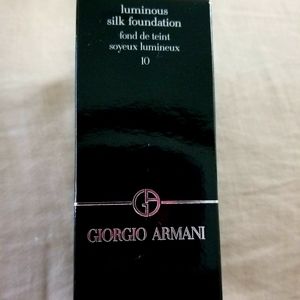 luminous
silk foundation
fond de teint
soyeux lumineux
10
GIORGIO ARMANI